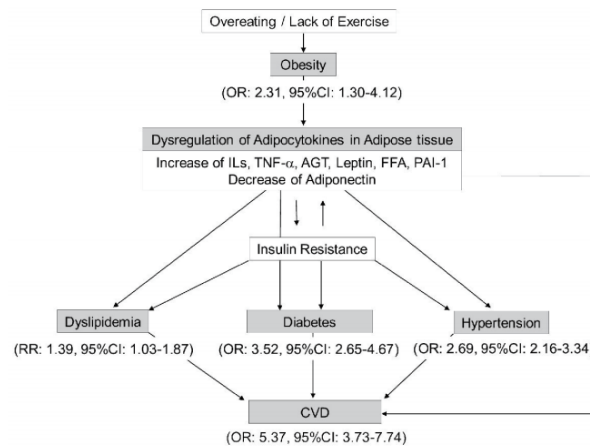 Overeating / Lack of Exercise
Obesity
(OR: 2.31, 95%CI: 1.30-4.12)
Dysregulation of Adipocytokines in Adipose tissue
Increase of ILs, TNF-α, AGT, Leptin, FFA, PAI-1
Decrease of Adiponectin
Insulin Resistance
Dyslipidemia
Diabetes
Hypertension
(RR: 1.39, 95%CI: 1.03-1.87)
(OR: 3.52, 95%CI: 2.65-4.67)
(OR: 2.69, 95%CI: 2.16-3.34
CVD
(OR: 5.37, 95%CI: 3.73-7.74)